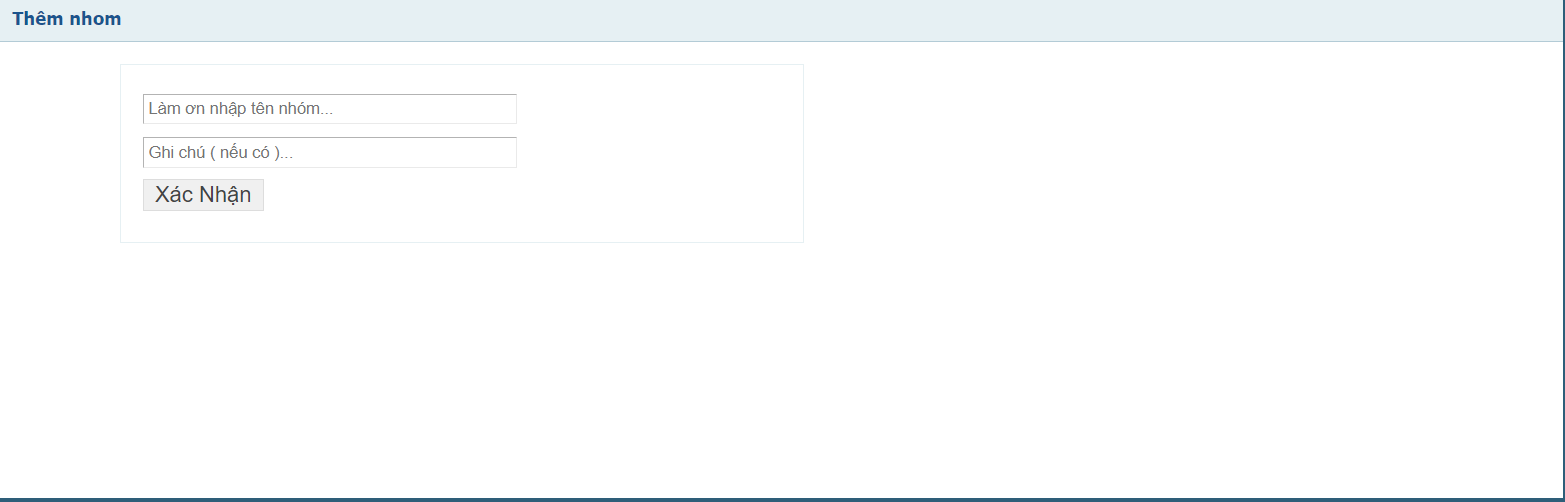 Thêm nhom
Làm ơn nhập tên nhóm...
Ghi chú ( nếu có )...
Xác Nhận